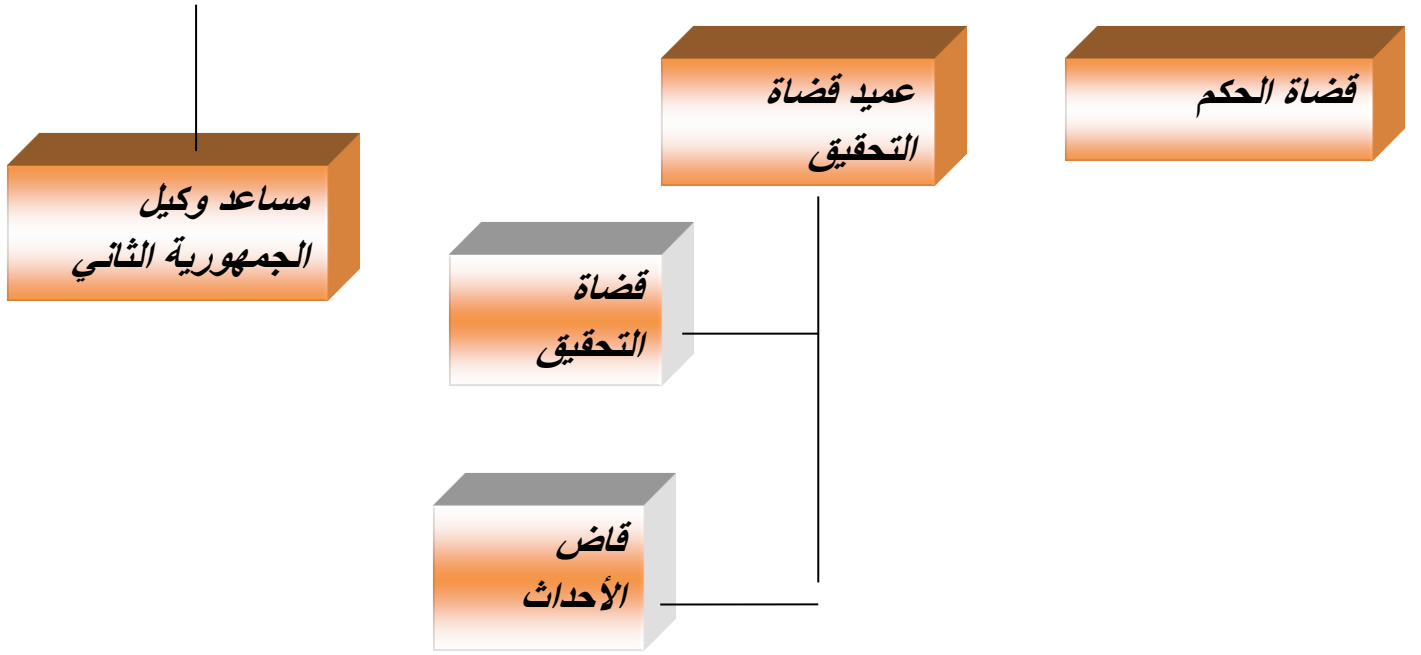 قضاة الحكم
عميد قضاة
التحقيق
مساعد وكيل
الجمهورية الثاني
قضاة
التحقيق
قاض
الأحداث